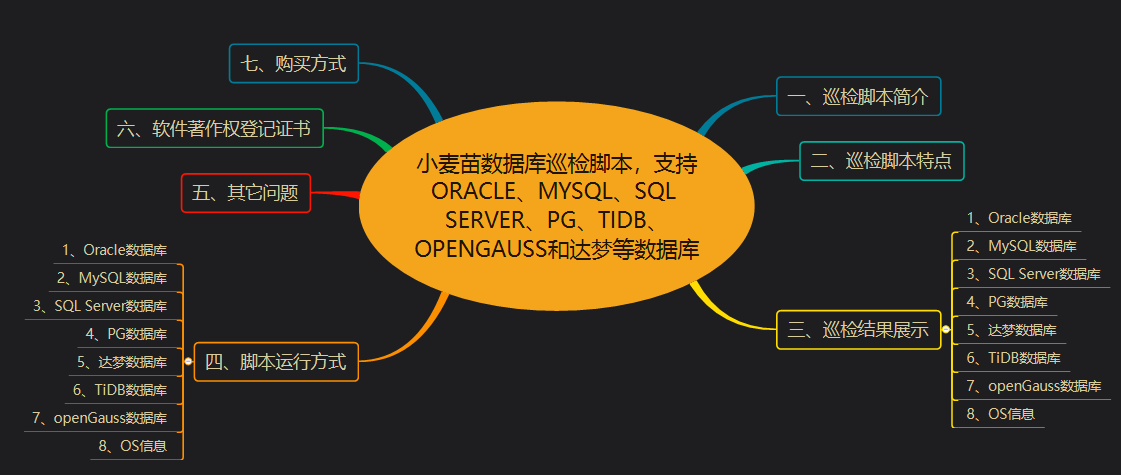 小麦苗数据库巡检脚本，支持
ORACLE、MYSQL、SQL
SERVER、PG、TIDB、
OPENGAUSS和达梦等数据库
一、巡检脚本简介
二、巡检脚本特点
三、巡检结果展示
1、Oracle数据库
2、MySQL数据库
3、SQL Server数据库
4、PG数据库
5、达梦数据库
6、TiDB数据库
7、openGauss数据库
8、OS信息
四、脚本运行方式
1、Oracle数据库
2、MySQL数据库
3、SQL Server数据库
4、PG数据库
5、达梦数据库
6、TiDB数据库
7、openGauss数据库
8、OS信息
五、其它问题
六、软件著作权登记证书
七、购买方式